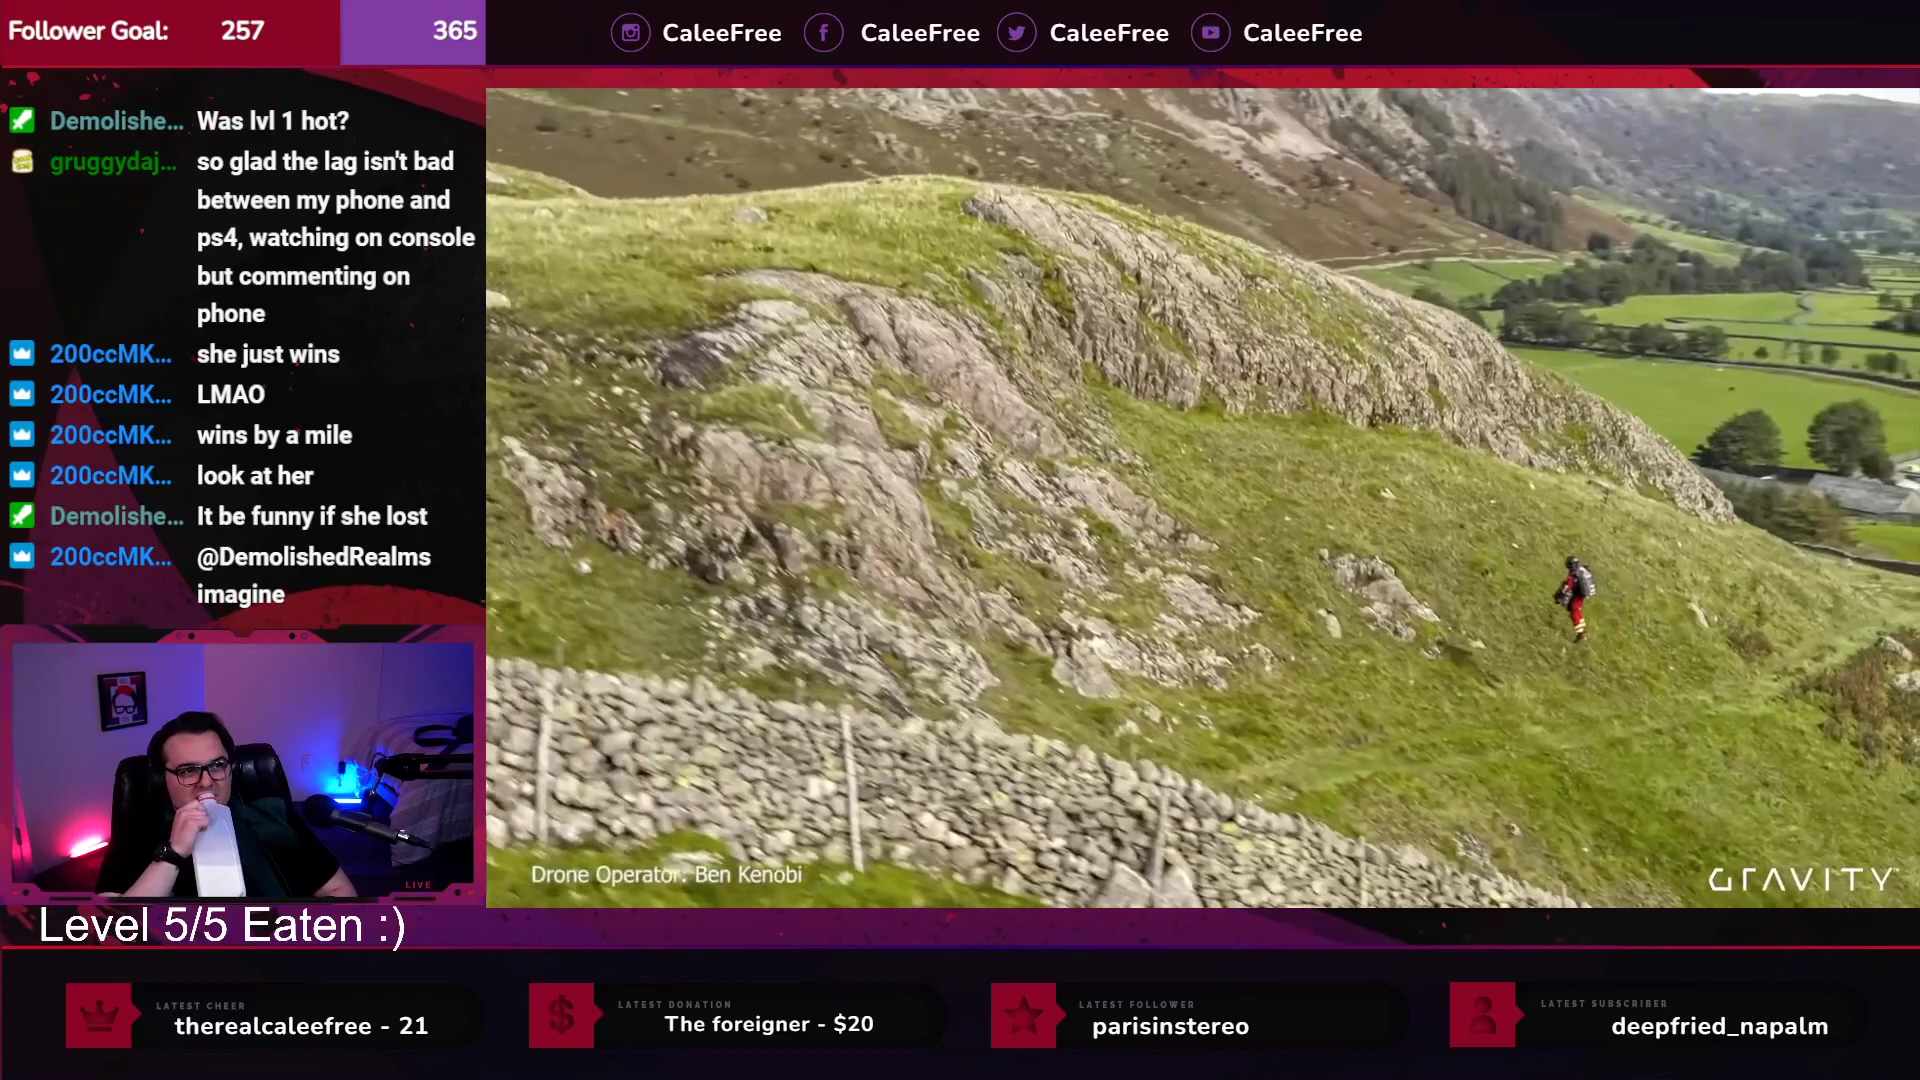 Follower Goal: 257 365
CaleeFree CaleeFree CaleeFree CaleeFree
Demolishe... Was lvl 1 hot?
gruggydaj... so glad the lag isn't bad
between my phone and
ps4, watching on console
but commenting on
phone
200ccMK... she just wins
200ccMK... LMAO
200ccMK... wins by a mile
200ccMK... look at her
Demolishe... It be funny if she lost
200ccMK... @DemolishedRealms
imagine
LIVE
Drone Operator: Ben Kenobi
GRAVITY
Level 5/5 Eaten :)
LATEST CHEER
therealcaleefree - 21
LATEST DONATION
The foreigner - $20
LATEST FOLLOWER
parisinstereo
LATEST SUBSCRIBER
deepfried_napalm